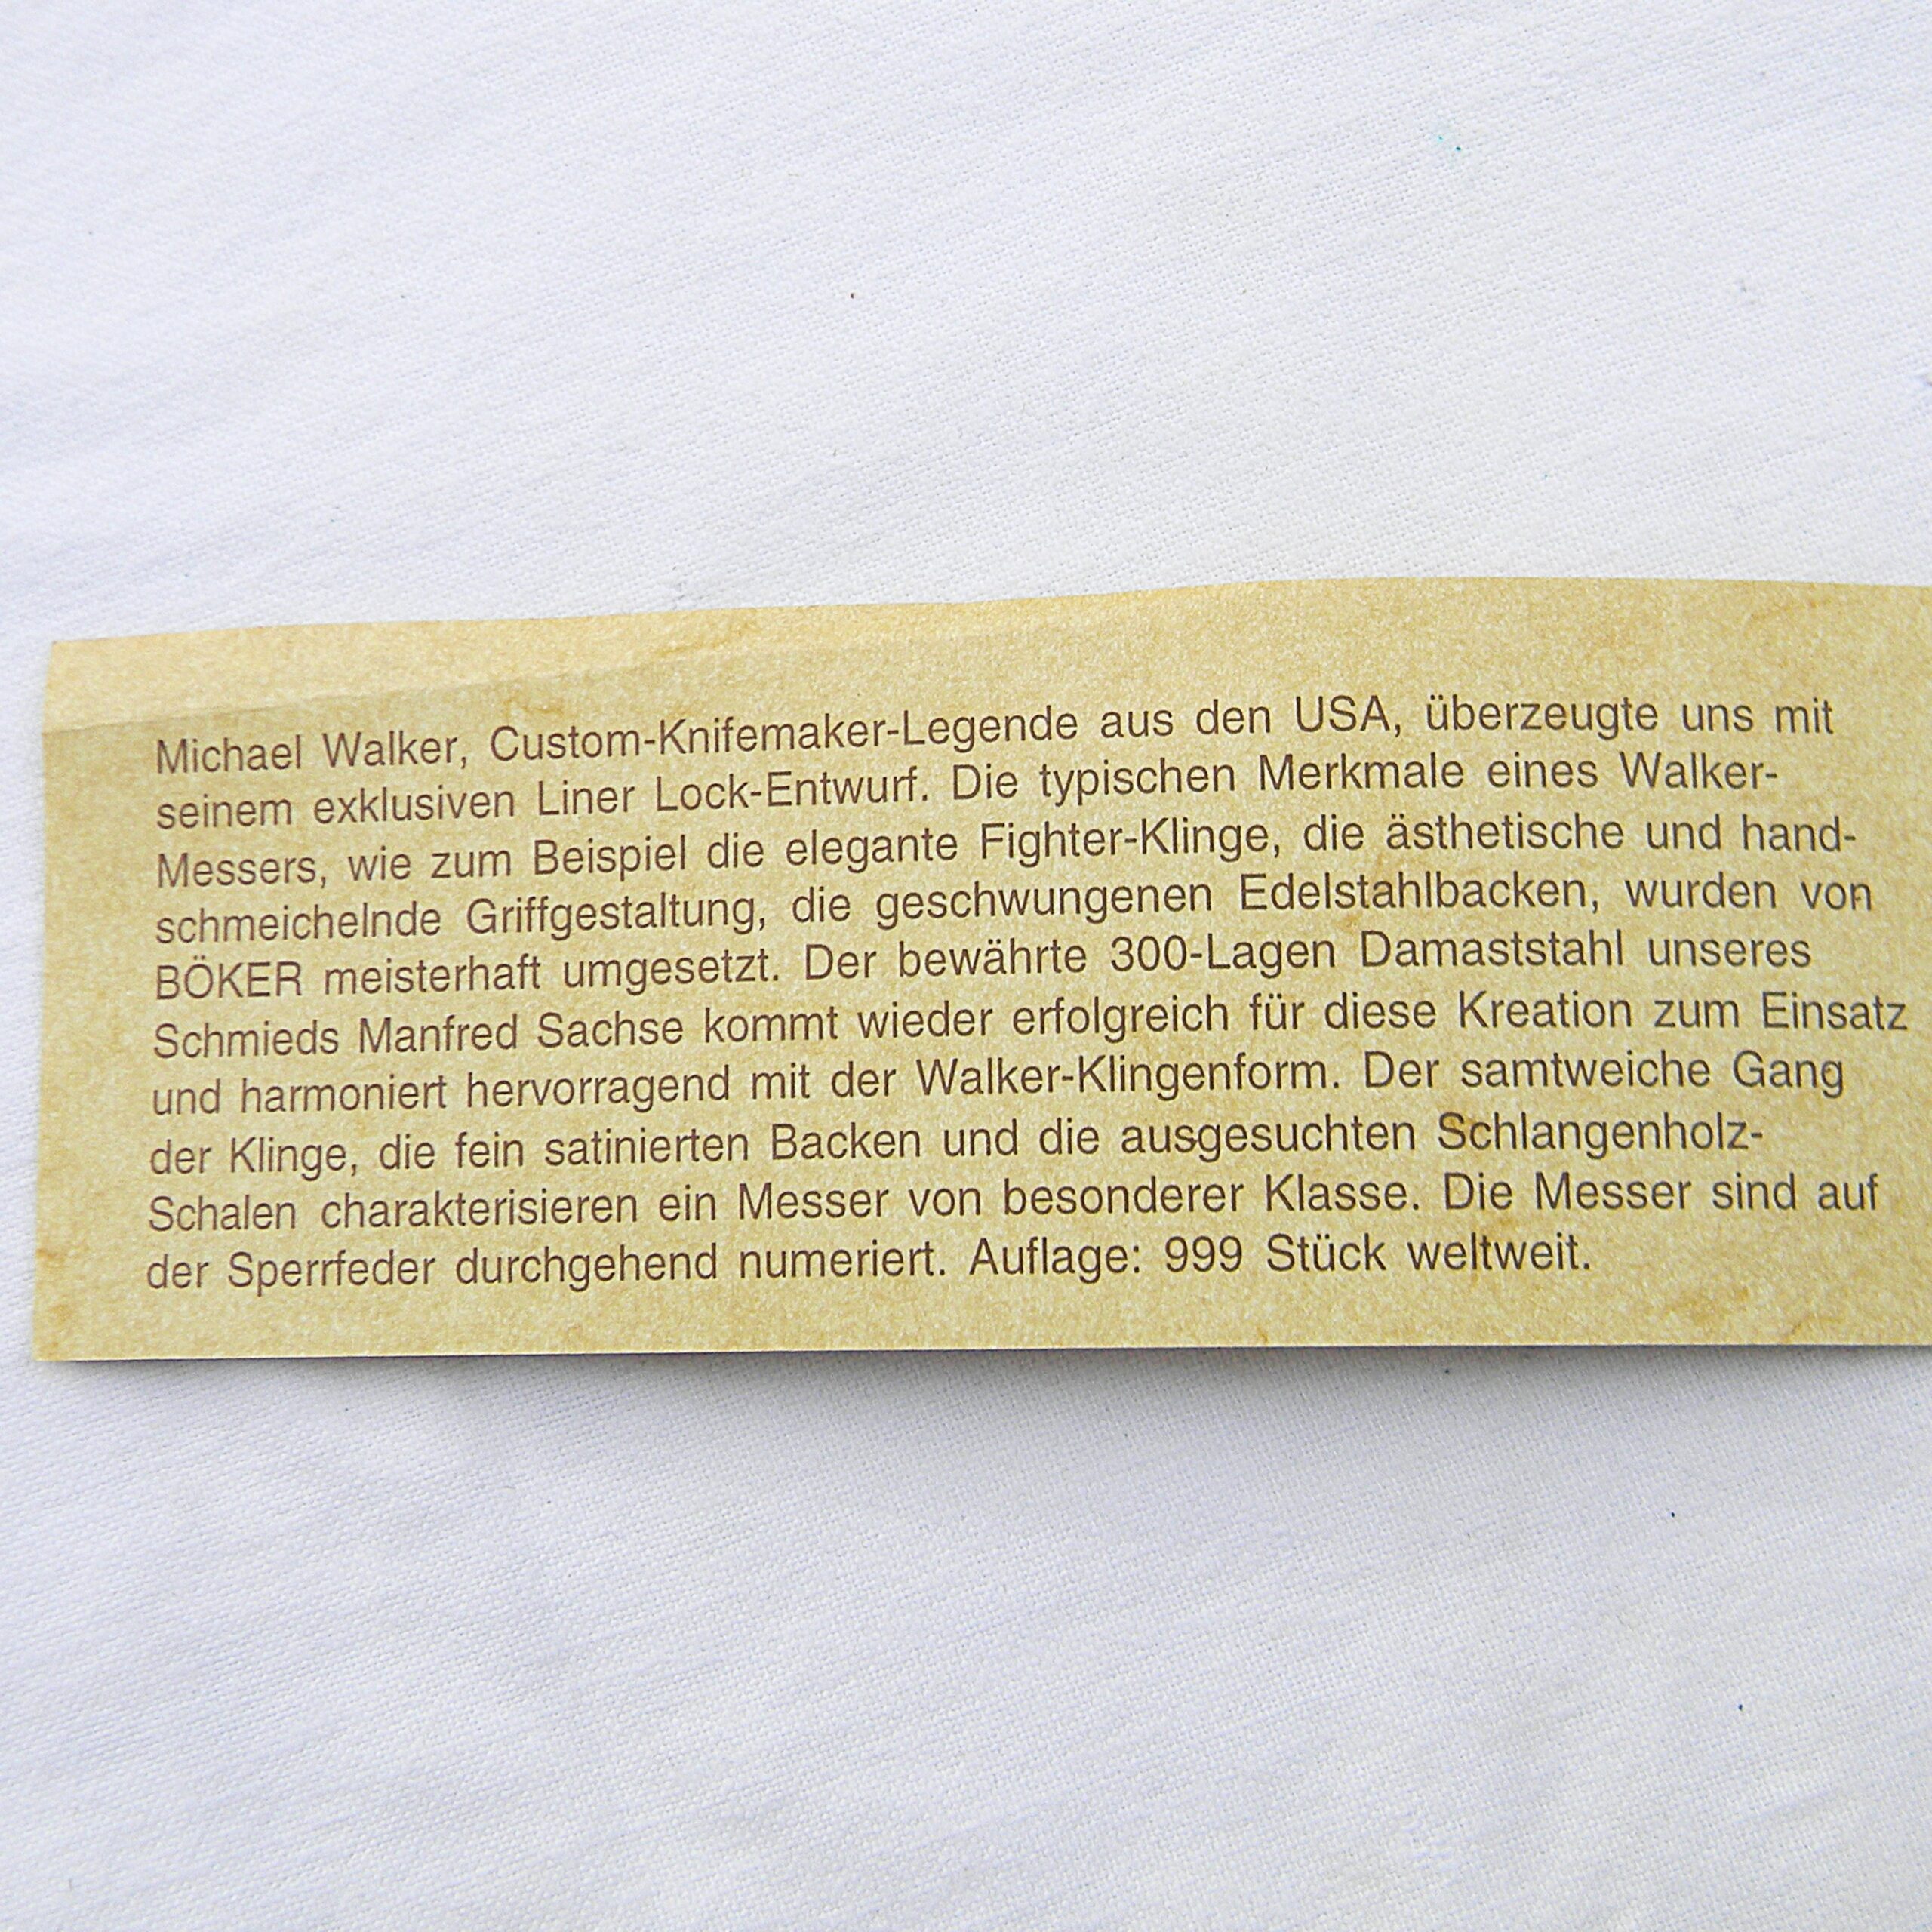 Michael Walker, Custom-Knifemaker-Legende aus den USA, überzeugte uns mit
seinem exklusiven Liner Lock-Entwurf. Die typischen Merkmale eines Walker-
Messers, wie zum Beispiel die elegante Fighter-Klinge, die ästhetische und hand-
schmeichelnde Griffgestaltung, die geschwungenen Edelstahlbacken, wurden von
BÖKER meisterhaft umgesetzt. Der bewährte 300-Lagen Damaststahl unseres
Schmieds Manfred Sachse kommt wieder erfolgreich für diese Kreation zum Einsatz
und harmoniert hervorragend mit der Walker-Klingenform. Der samtweiche Gang
der Klinge, die fein satinierten Backen und die ausgesuchten Schlangenholz-
Schalen charakterisieren ein Messer von besonderer Klasse. Die Messer sind auf
der Sperrfeder durchgehend numeriert. Auflage: 999 Stück weltweit.